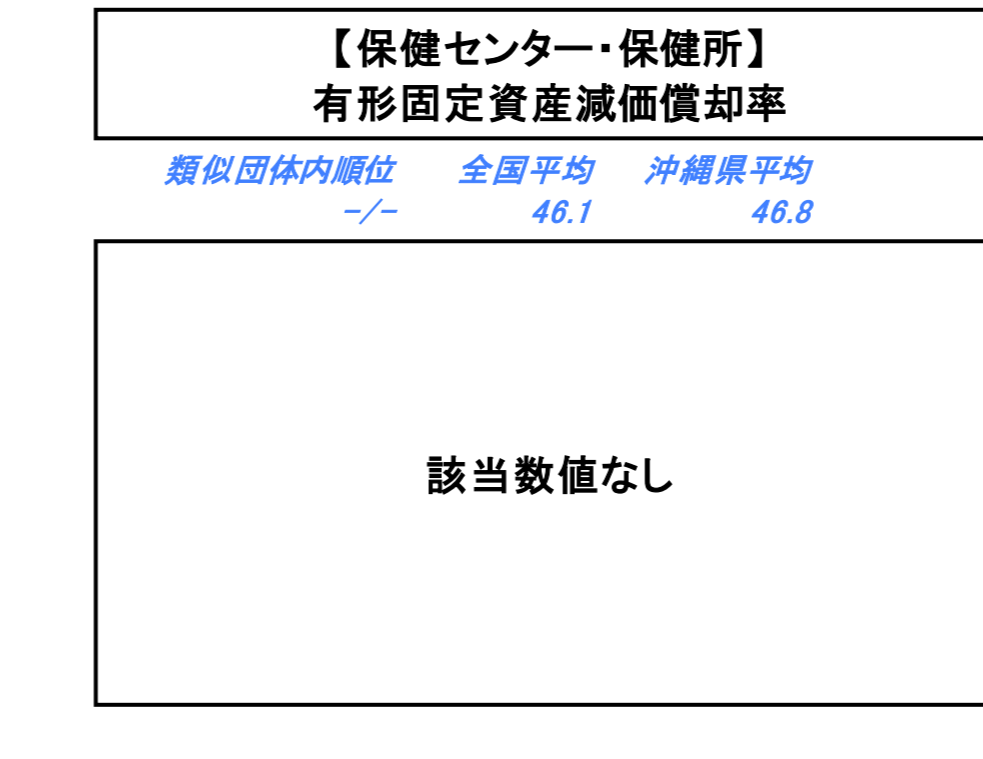 【保健センター・保健所】
有形固定資産減価償却率
類似団体内順位 全国平均 沖縄県平均
-/- 46.1 46.8
該当数値なし